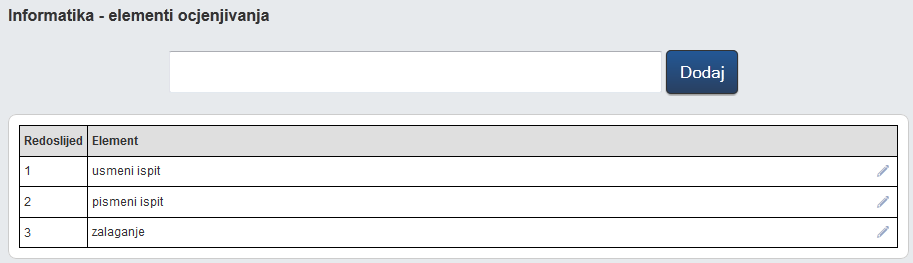 Informatika - elementi ocjenjivanja
Dodaj
Redoslijed Element
1 usmeni ispit
2 pismeni ispit
3 zalaganje